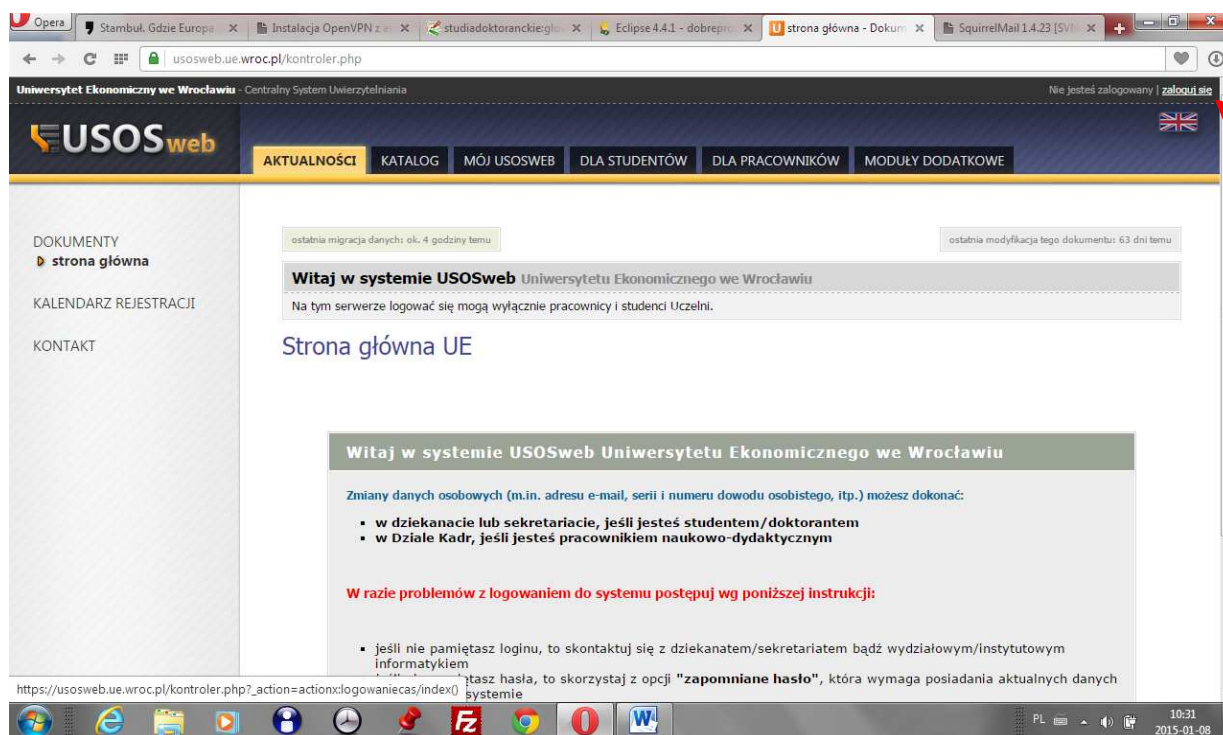 Opera
Stambuł. Gdzie Europa
Instalacja OpenVPN z
studiadoktoranckie:glo
Eclipse 4.4.1 - dobrepro
strona główna - Dokum
SquirrelMail 1.4.23 [SVN
usosweb.ue.wroc.pl/kontroler.php
Uniwersytet Ekonomiczny we Wrocławiu - Centralny System Uwierzytelniania
Nie jesteś zalogowany | zaloguj się
USOSweb
AKTUALNOŚCI KATALOG MÓJ USOSWEB DLA STUDENTÓW DLA PRACOWNIKÓW MODUŁY DODATKOWE
DOKUMENTY
strona główna
KALENDARZ REJESTRACJI
KONTAKT
ostatnia migracja danych: ok. 4 godziny temu
ostatnia modyfikacja tego dokumentu: 63 dni temu
Witaj w systemie USOSweb Uniwersytetu Ekonomicznego we Wrocławiu
Na tym serwerze logować się mogą wyłącznie pracownicy i studenci Uczelni.
Strona główna UE
Witaj w systemie USOSweb Uniwersytetu Ekonomicznego we Wrocławiu
Zmiany danych osobowych (m.in. adresu e-mail, serii i numeru dowodu osobistego, itp.) możesz dokonać:
w dziekanacie lub sekretariacie, jeśli jesteś studentem/doktorantem
w Dziale Kadr, jeśli jesteś pracownikiem naukowo-dydaktycznym
W razie problemów z logowaniem do systemu postępuj wg poniższej instrukcji:
jeśli nie pamiętasz loginu, to skontaktuj się z dziekanatem/sekretariatem bądź wydziałowym/instytutowym
informatykiem
hasła, to skorzystaj z opcji "zapomniane hasło", która wymaga posiadania aktualnych danych
systemie
https://usosweb.ue.wroc.pl/kontroler.php?_action=actionx:logowaniecas/index()
PL
10:31
2015-01-08